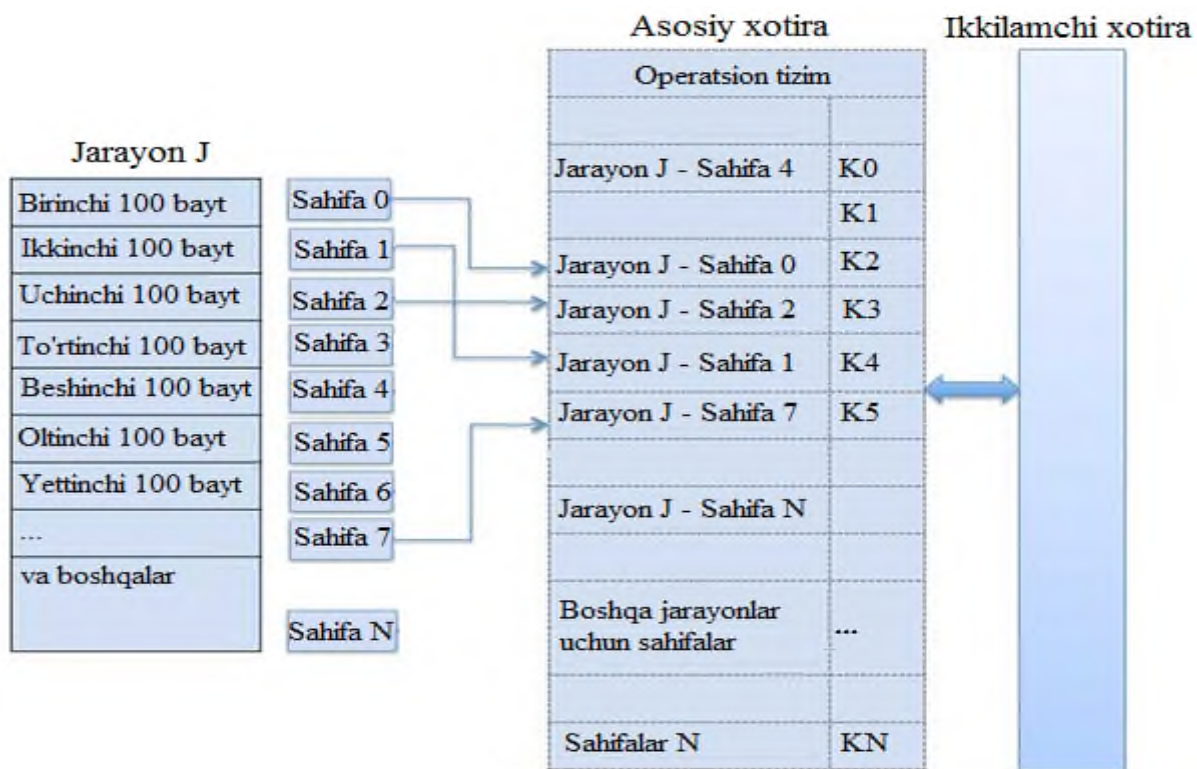 Asosiy xotira
Ikkilamchi xotira
Operatsion tizim
Jarayon J
Birinchi 100 bayt
Ikkinchi 100 bayt
Uchinchi 100 bayt
To'rtinchi 100 bayt
Beshinchi 100 bayt
Oltinchi 100 bayt
Yettinchi 100 bayt
...
va boshqalar
Sahifa 0
Sahifa 1
Sahifa 2
Sahifa 3
Sahifa 4
Sahifa 5
Sahifa 6
Sahifa 7
Sahifa N
Jarayon J - Sahifa 4 K0
K1
Jarayon J - Sahifa 0 K2
Jarayon J - Sahifa 2 K3
Jarayon J - Sahifa 1 K4
Jarayon J - Sahifa 7 K5
Jarayon J - Sahifa N
Boshqa jarayonlar
uchun sahifalar ...
Sahifalar N KN